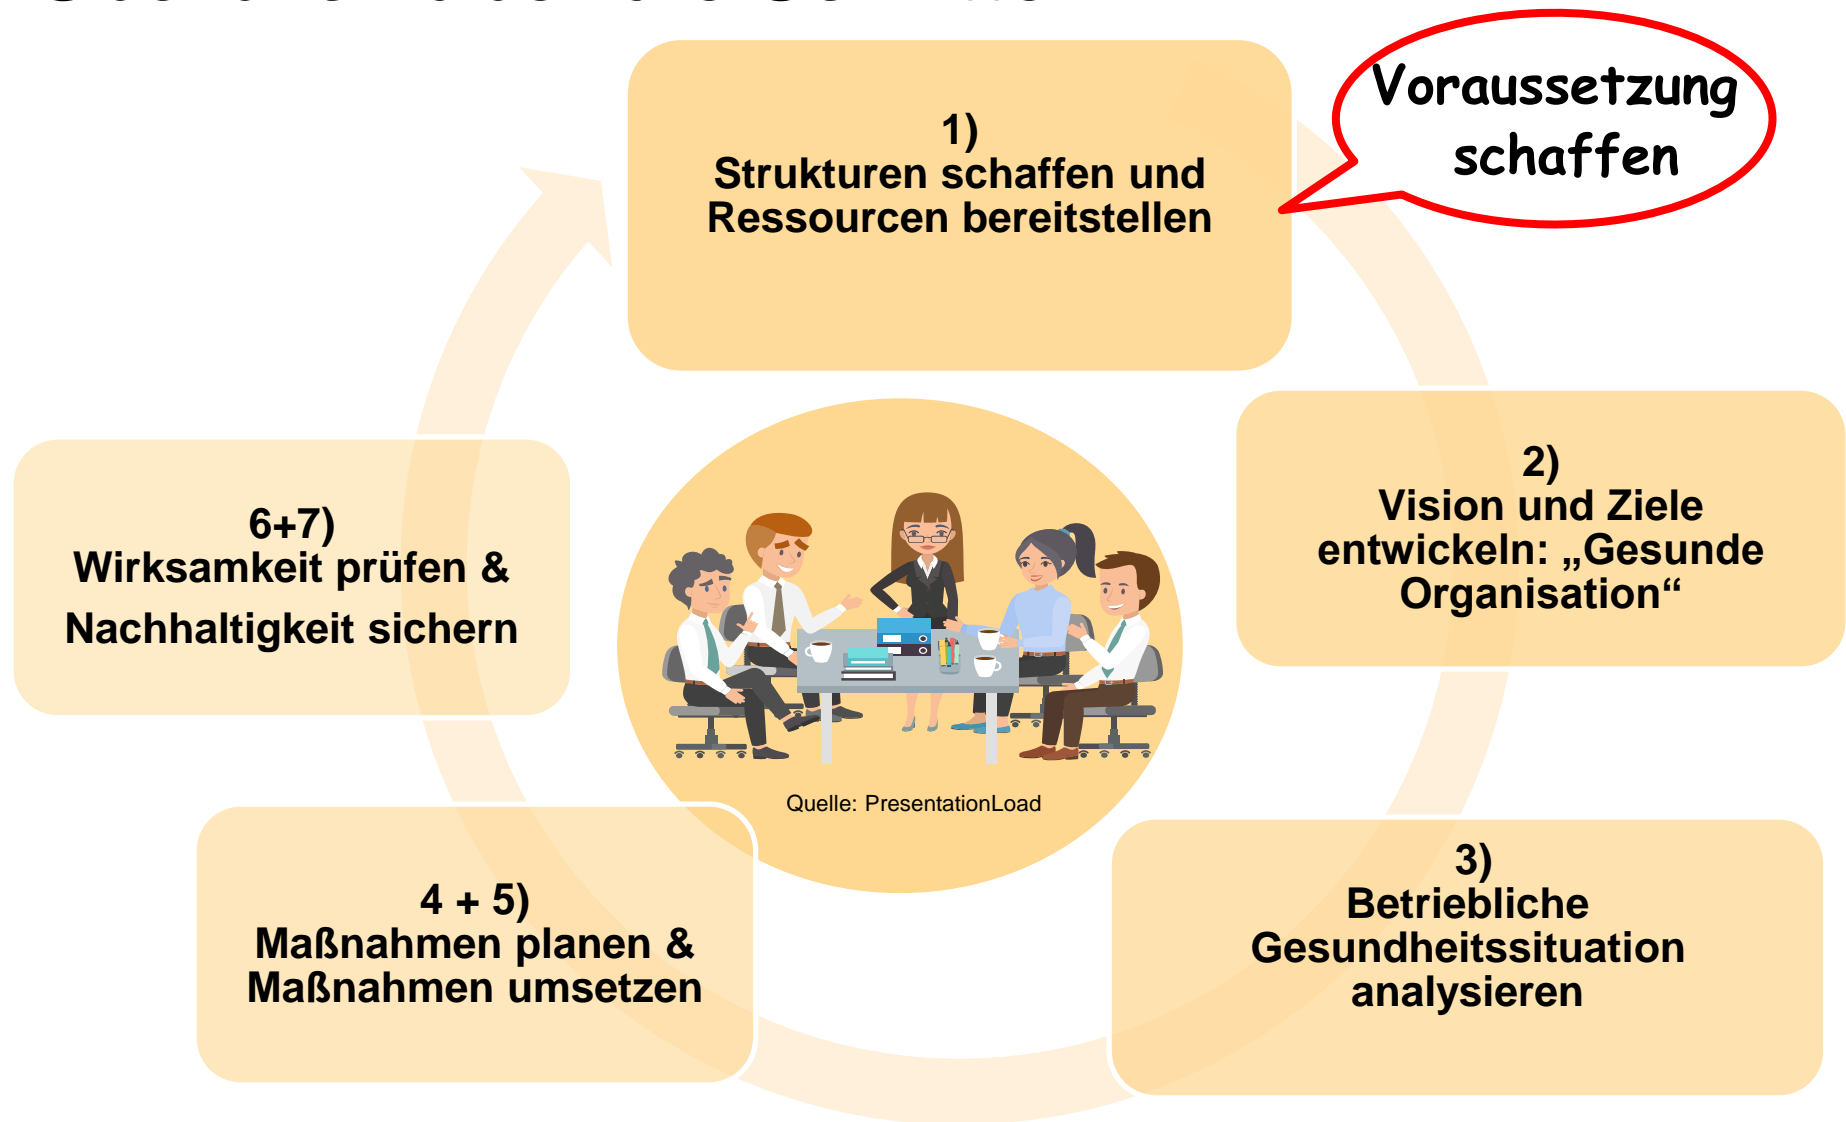 1)
Strukturen schaffen und
Ressourcen bereitstellen
Voraussetzung
schaffen
2)
Vision und Ziele
entwickeln: „Gesunde
Organisation“
3)
Betriebliche
Gesundheitssituation
analysieren
4 + 5)
Maßnahmen planen &
Maßnahmen umsetzen
6+7)
Wirksamkeit prüfen &
Nachhaltigkeit sichern
Quelle: PresentationLoad